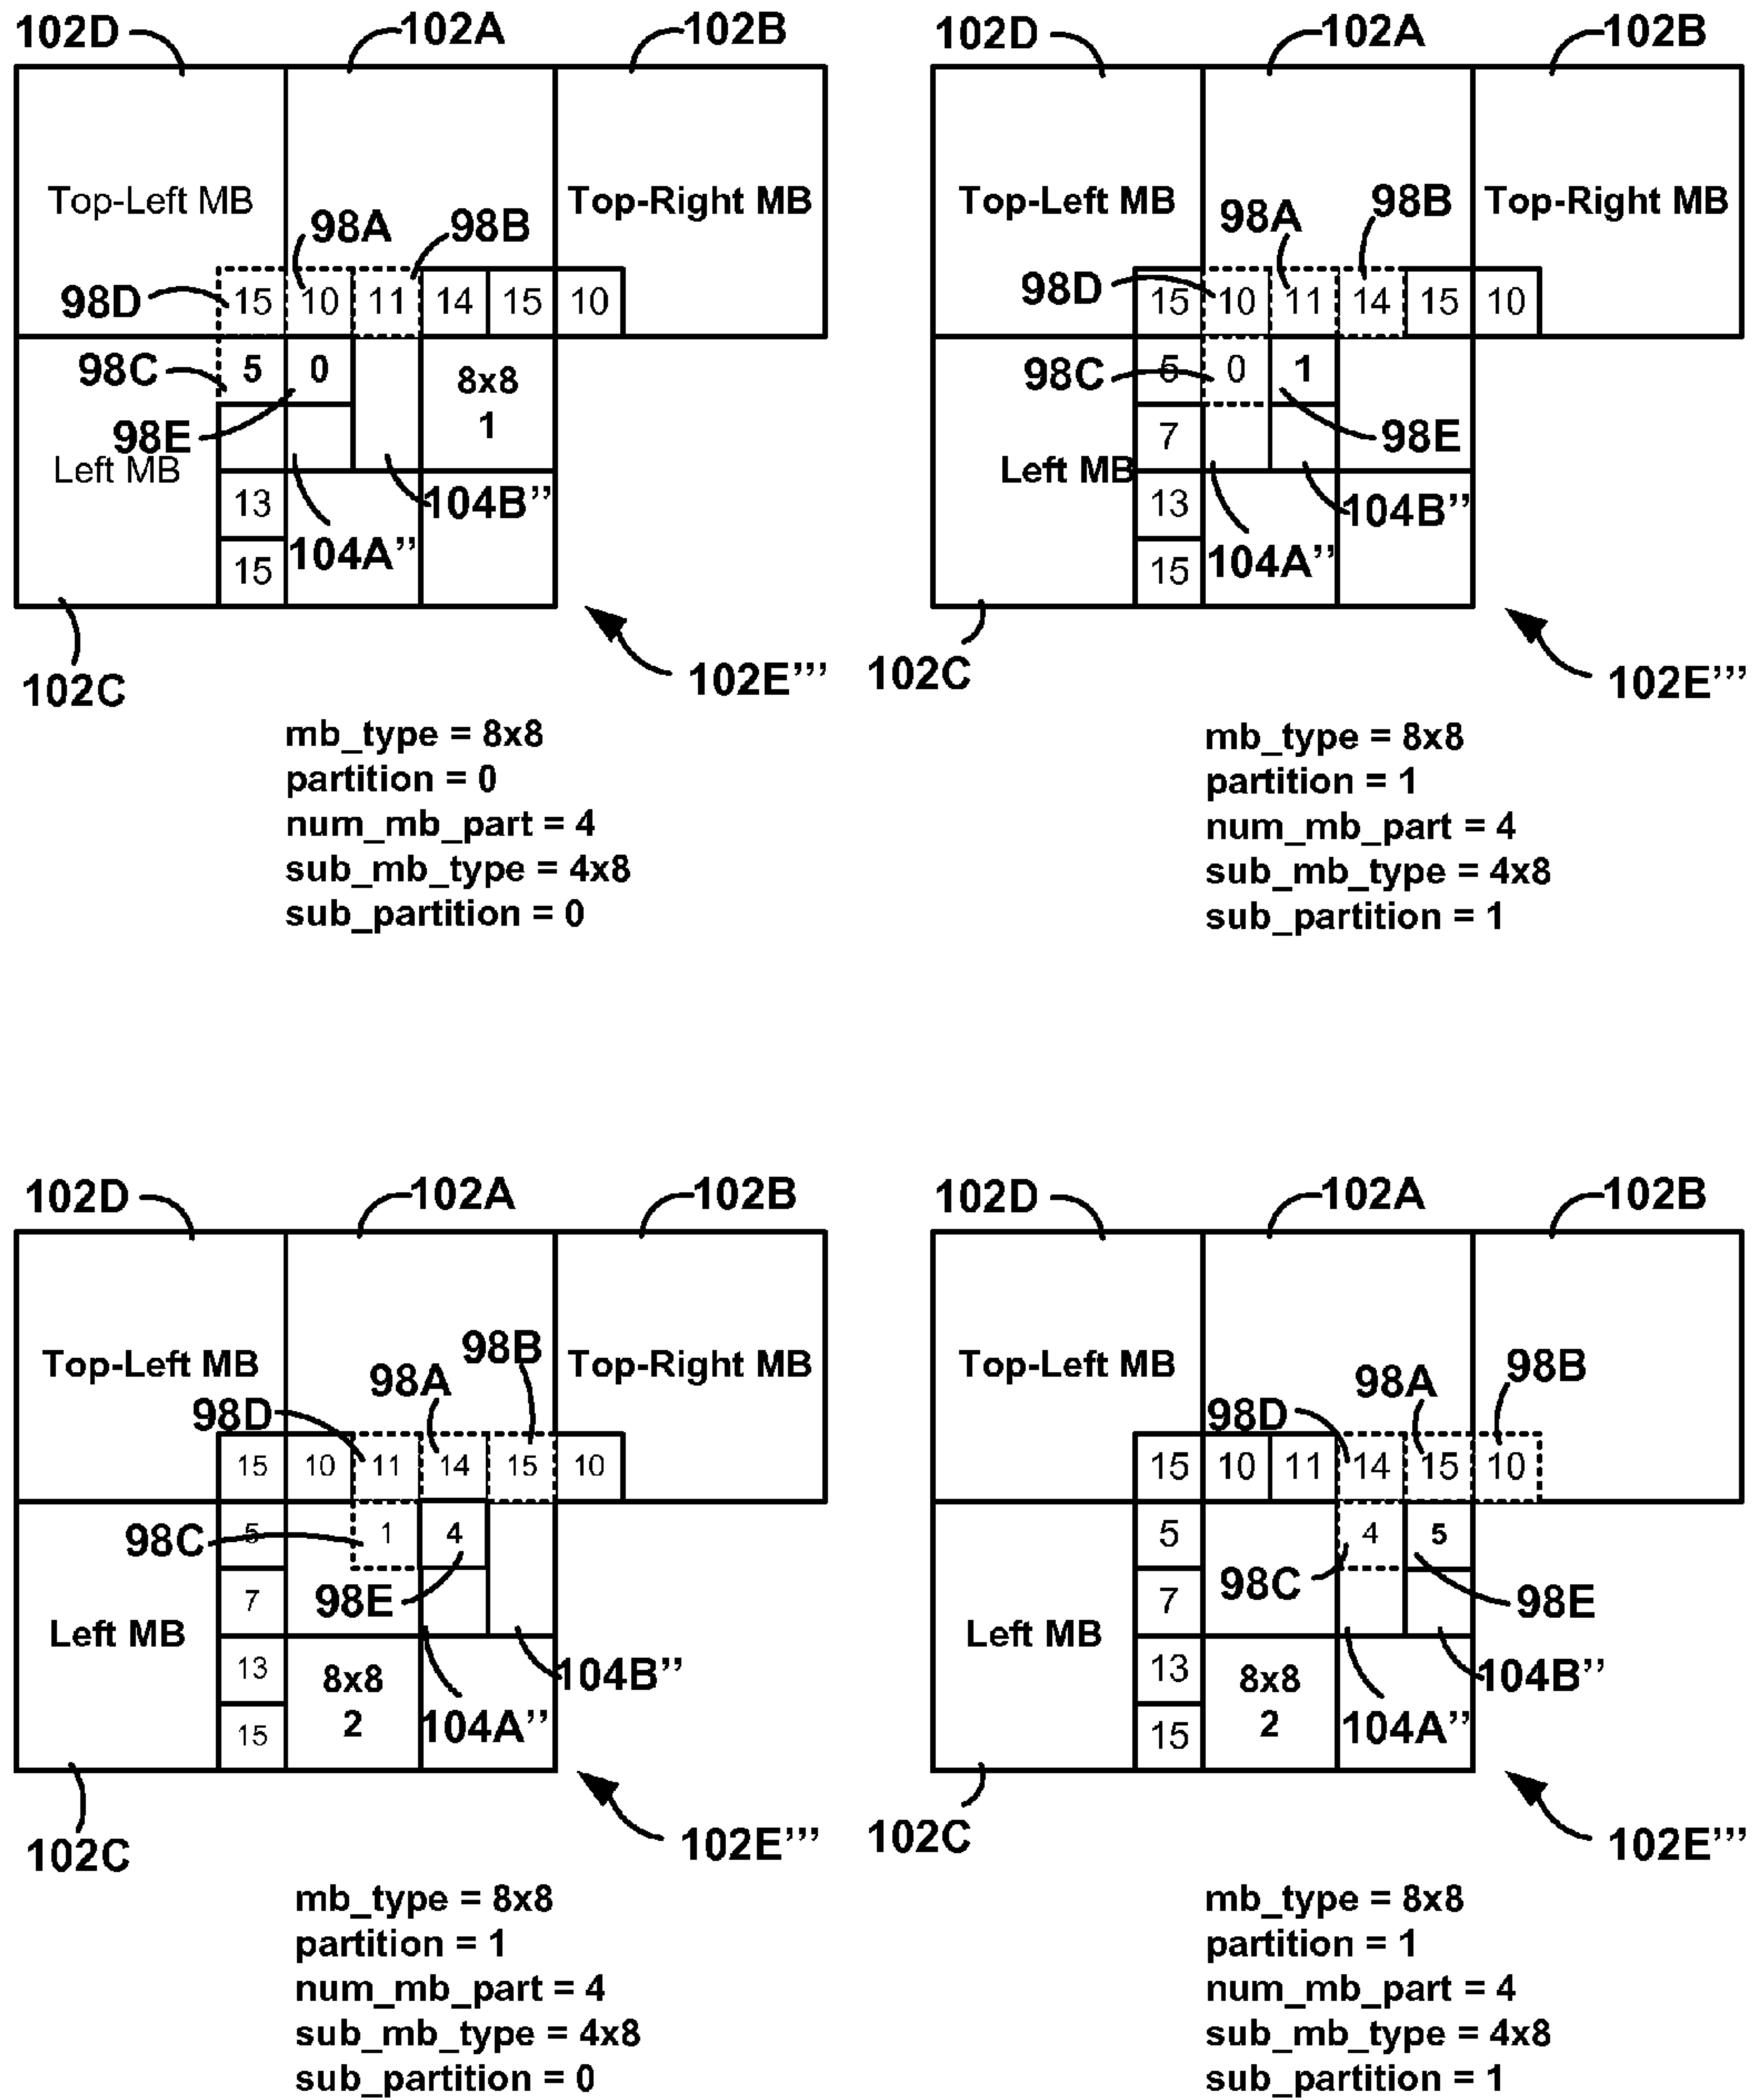 102D 102A 102B
Top-Left MB Top-Right MB
98A 98B
98D 15 10 11 14 15 10
98C 5 0 8x8
98E 1
Left MB
13 104B’’
15 104A’’
102C 102E’’’
mb_type = 8x8
partition = 0
num_mb_part = 4
sub_mb_type = 4x8
sub_partition = 0
102D 102A 102B
Top-Left MB 98A 98B Top-Right MB
98D 15 10 11 14 15 10
98C 5 0 1
7 98E
Left MB
13 104B’’
15 104A’’
102C 102E’’’
mb_type = 8x8
partition = 1
num_mb_part = 4
sub_mb_type = 4x8
sub_partition = 1
102D 102A 102B
Top-Left MB 98A 98B Top-Right MB
98D
15 10 11 14 15 10
98C 5 1 4
7 98E
Left MB
13 8x8 104B’’
15 2 104A’’
102C 102E’’’
mb_type = 8x8
partition = 1
num_mb_part = 4
sub_mb_type = 4x8
sub_partition = 0
102D 102A 102B
Top-Left MB 98A 98B
98D
15 10 11 14 15 10
5 4 5
7 98C 98E
Left MB
13 8x8 104B’’
15 2 104A’’
102C 102E’’’
mb_type = 8x8
partition = 1
num_mb_part = 4
sub_mb_type = 4x8
sub_partition = 1